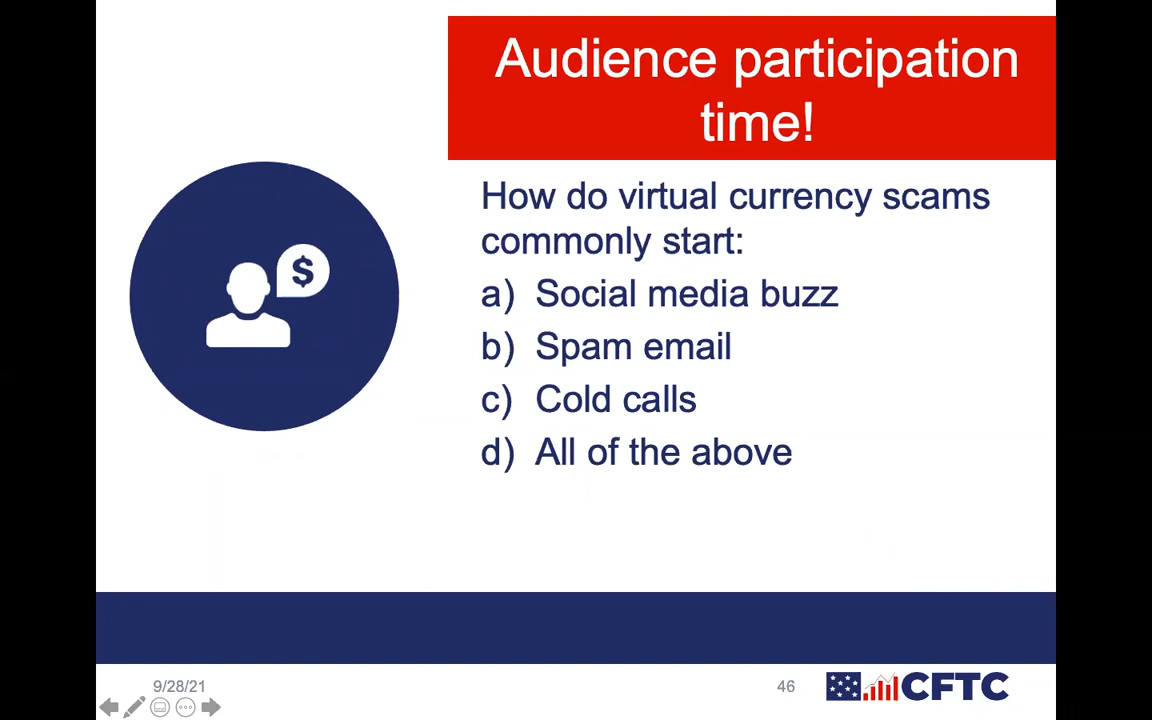 Audience participation
time!
$
How do virtual currency scams
commonly start:
a) Social media buzz
b) Spam email
c) Cold calls
d) All of the above
9/28/21
46
CFTC